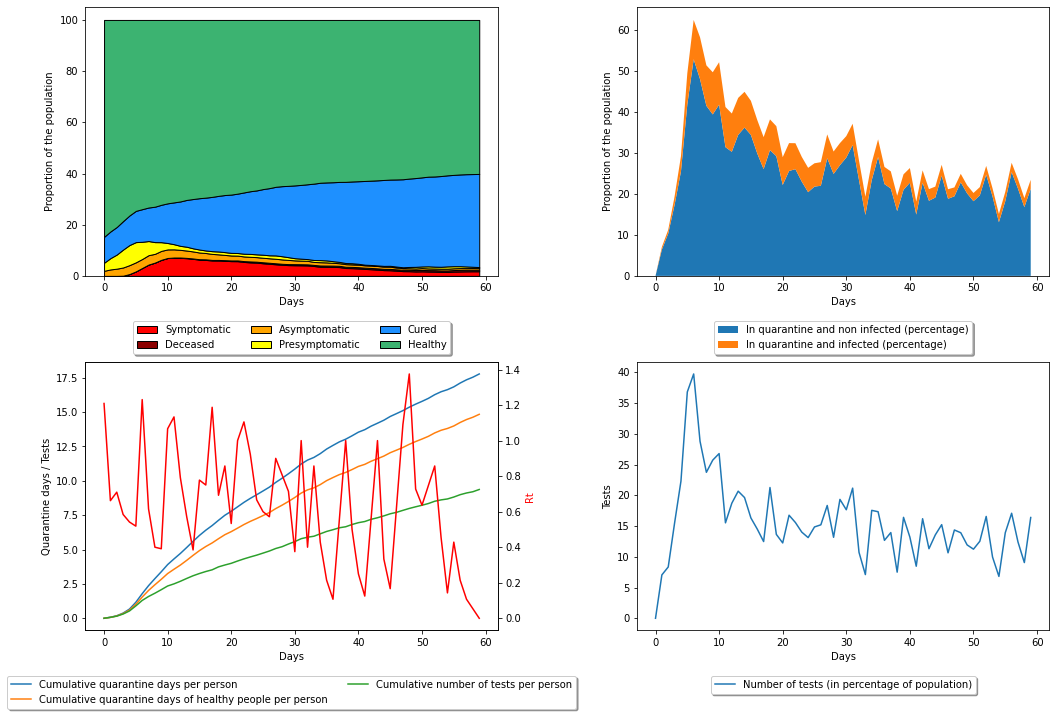 Proportion of the population
100
80
60
40
20
0
0 10 20 30 40 50 60
Days
Symptomatic Asymptomatic Cured
Deceased Presymptomatic Healthy
Proportion of the population
60
50
40
30
20
10
0
0 10 20 30 40 50 60
Days
In quarantine and non infected (percentage)
In quarantine and infected (percentage)
Quarantine days / Tests
17.5
15.0
12.5
10.0
7.5
5.0
2.5
0.0
0 10 20 30 40 50 60
Days
1.4
1.2
1.0
0.8
0.6
0.4
0.2
0.0
Rt
Cumulative quarantine days per person Cumulative number of tests per person
Cumulative quarantine days of healthy people per person
Tests
40
35
30
25
20
15
10
5
0
0 10 20 30 40 50 60
Days
Number of tests (in percentage of population)